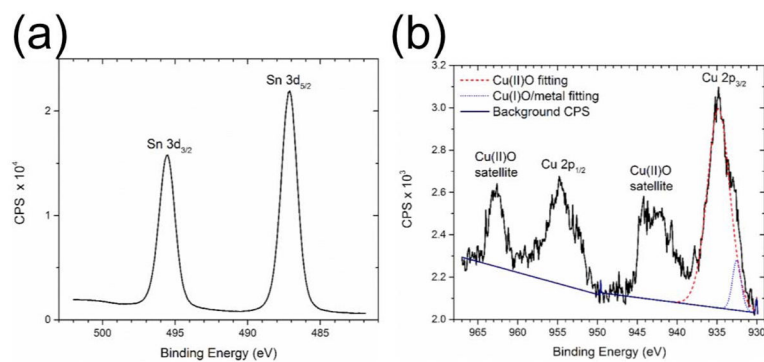 (a)
Sn 3d5/2
Sn 3d3/2
2
1
0
CPS x 10⁴
500 495 490 485
Binding Energy (eV)
(b)
Cu(II)O fitting
Cu(I)O/metal fitting
Background CPS
Cu 2p3/2
Cu(II)O
satellite
Cu 2p1/2
Cu(II)O
satellite
3.2
3.0
2.8
2.6
2.4
2.2
2.0
CPS x 10³
965 960 955 950 945 940 935 930
Binding Energy (eV)